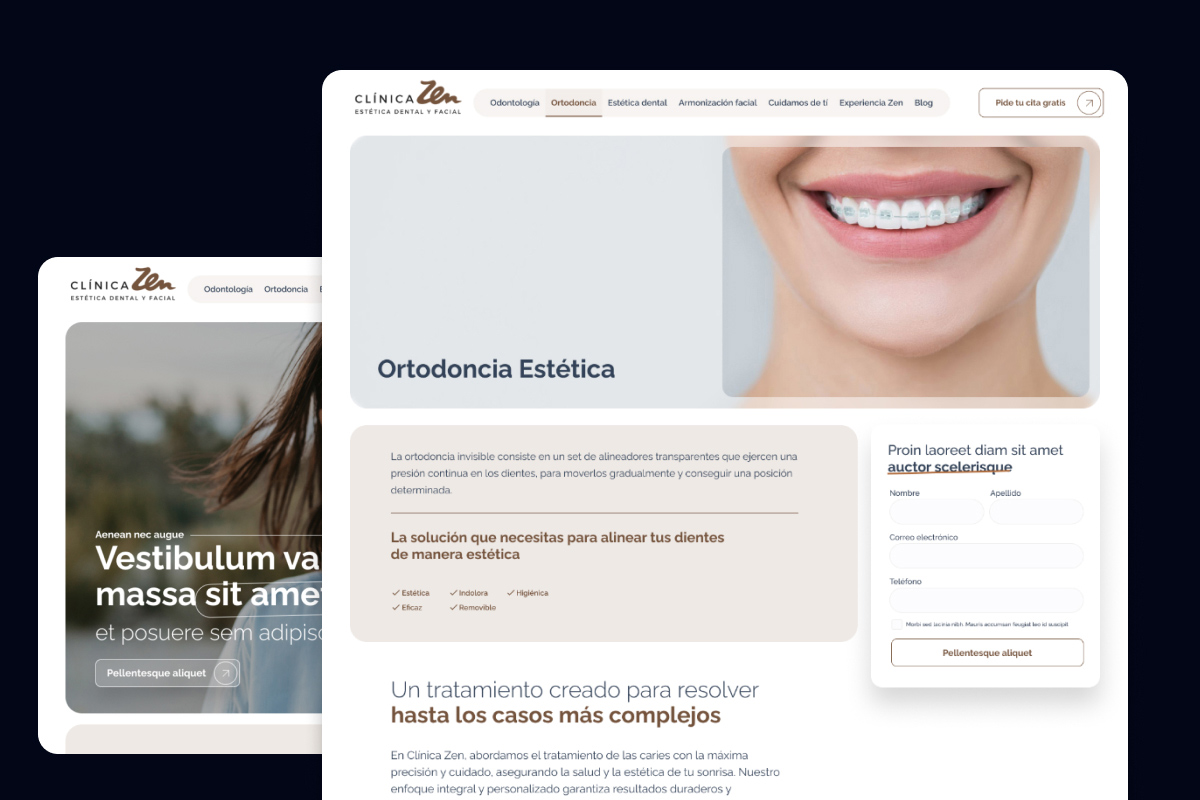 CLÍNICA Zen
ESTÉTICA DENTAL Y FACIAL
Odontología Ortodoncia Estética dental Armonización facial Cuidamos de tí Experiencia Zen Blog
Pide tu cita gratis
Ortodoncia Estética
La ortodoncia invisible consiste en un set de alineadores transparentes que ejercen una
presión continua en los dientes, para moverlos gradualmente y conseguir una posición
determinada.
La solución que necesitas para alinear tus dientes
de manera estética
Estética Indolora Higiénica
Eficaz Removible
Proin laoreet diam sit amet
auctor scelerisque
Nombre Apellido
Correo electrónico
Teléfono
Morbi sed lacinia nibh. Mauris accumsan feugiat leo id suscipit
Pellentesque aliquet
Un tratamiento creado para resolver
hasta los casos más complejos
En Clínica Zen, abordamos el tratamiento de las caries con la máxima
precisión y cuidado, asegurando la salud y la estética de tu sonrisa. Nuestro
enfoque integral y personalizado garantiza resultados duraderos y
CLÍNICA Zen
ESTÉTICA DENTAL Y FACIAL
Odontología Ortodoncia
Aenean nec augue
Vestibulum va
massa sit amet
et posuere sem adipisc
Pellentesque aliquet